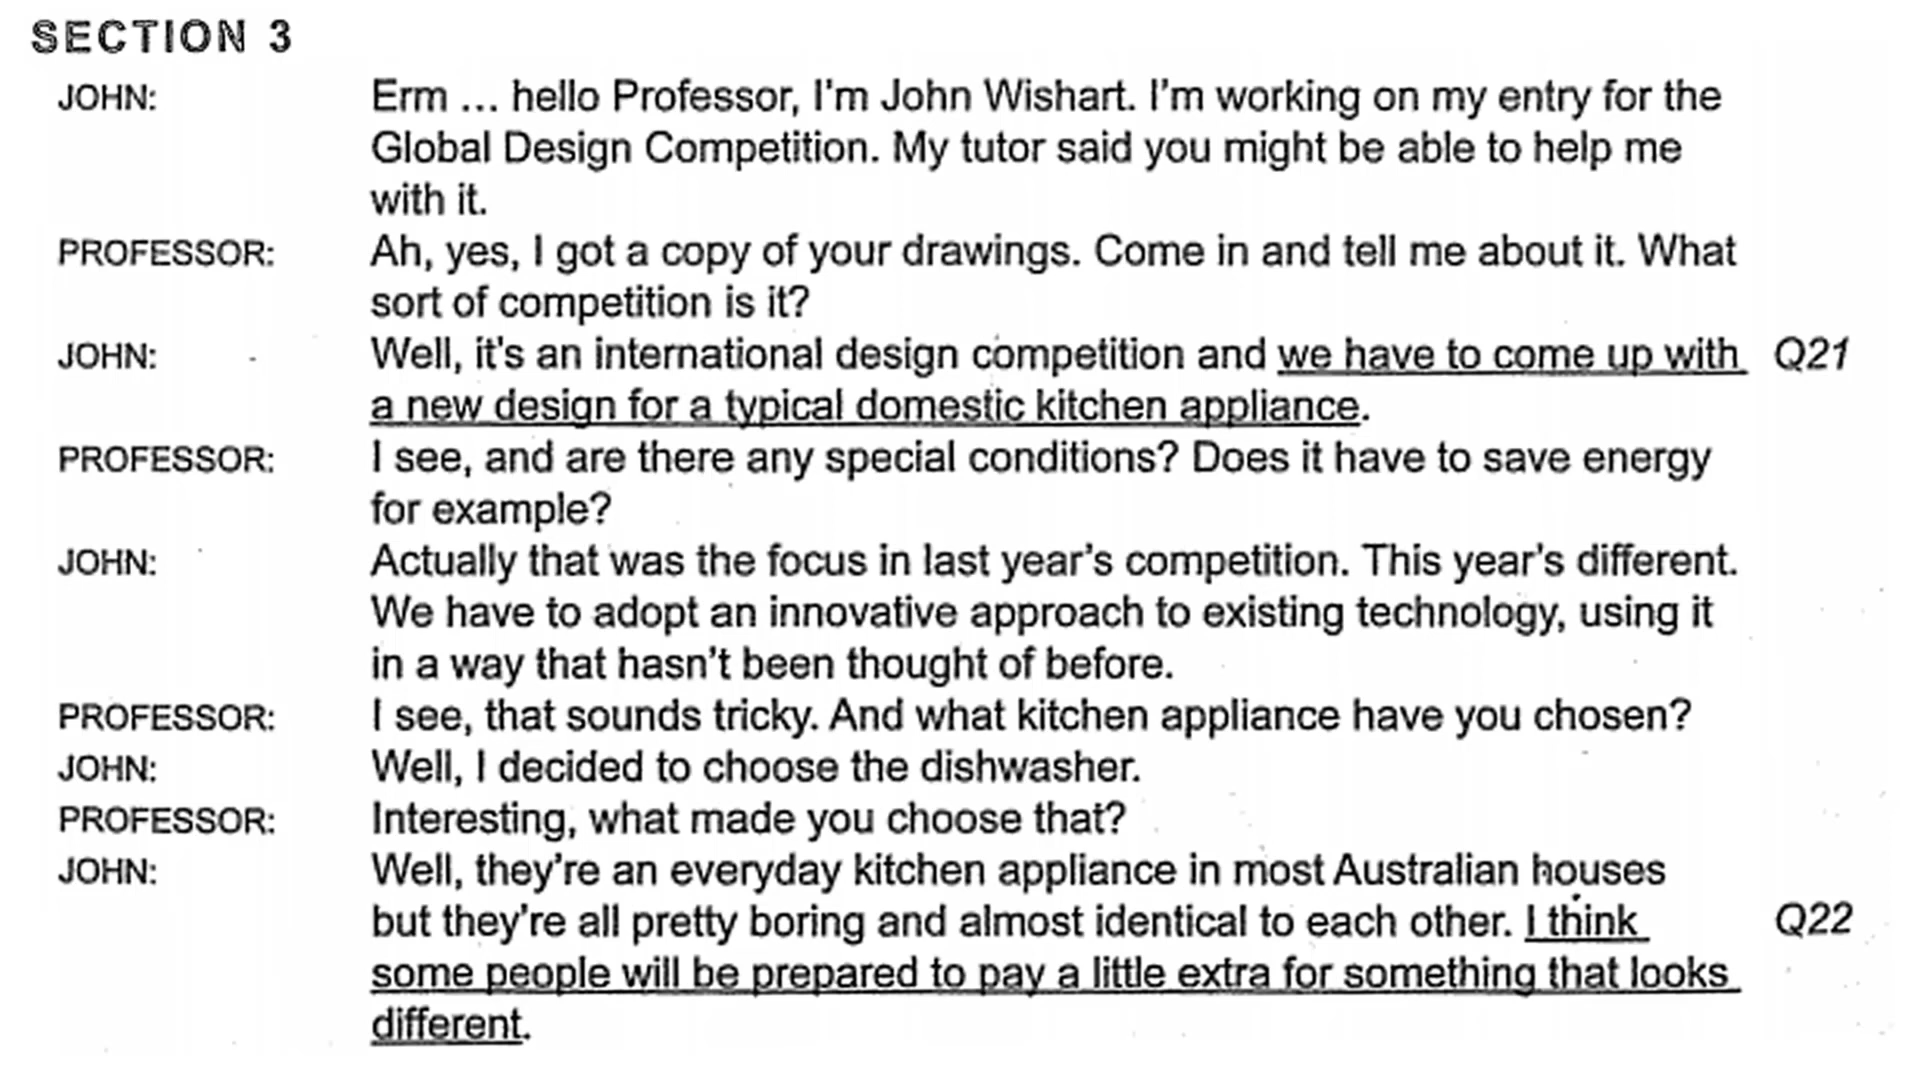 SECTION 3
JOHN: Erm ... hello Professor, I'm John Wishart. I'm working on my entry for the
Global Design Competition. My tutor said you might be able to help me
with it.
PROFESSOR: Ah, yes, I got a copy of your drawings. Come in and tell me about it. What
sort of competition is it?
JOHN: Well, it's an international design competition and we have to come up with Q21
a new design for a typical domestic kitchen appliance.
PROFESSOR: I see, and are there any special conditions? Does it have to save energy
for example?
JOHN: Actually that was the focus in last year's competition. This year's different.
We have to adopt an innovative approach to existing technology, using it
in a way that hasn't been thought of before.
PROFESSOR: I see, that sounds tricky. And what kitchen appliance have you chosen?
JOHN: Well, I decided to choose the dishwasher.
PROFESSOR: Interesting, what made you choose that?
JOHN: Well, they're an everyday kitchen appliance in most Australian houses
but they're all pretty boring and almost identical to each other. I think Q22
some people will be prepared to pay a little extra for something that looks
different.